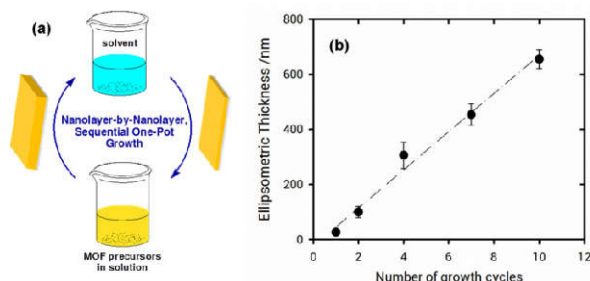 (a)
solvent
Nanolayer-by-Nanolayer,
Sequential One-Pot
Growth
MOF precursors
in solution
(b)
Ellipsometric Thickness /nm
800
600
400
200
0
0 2 4 6 8 10 12
Number of growth cycles